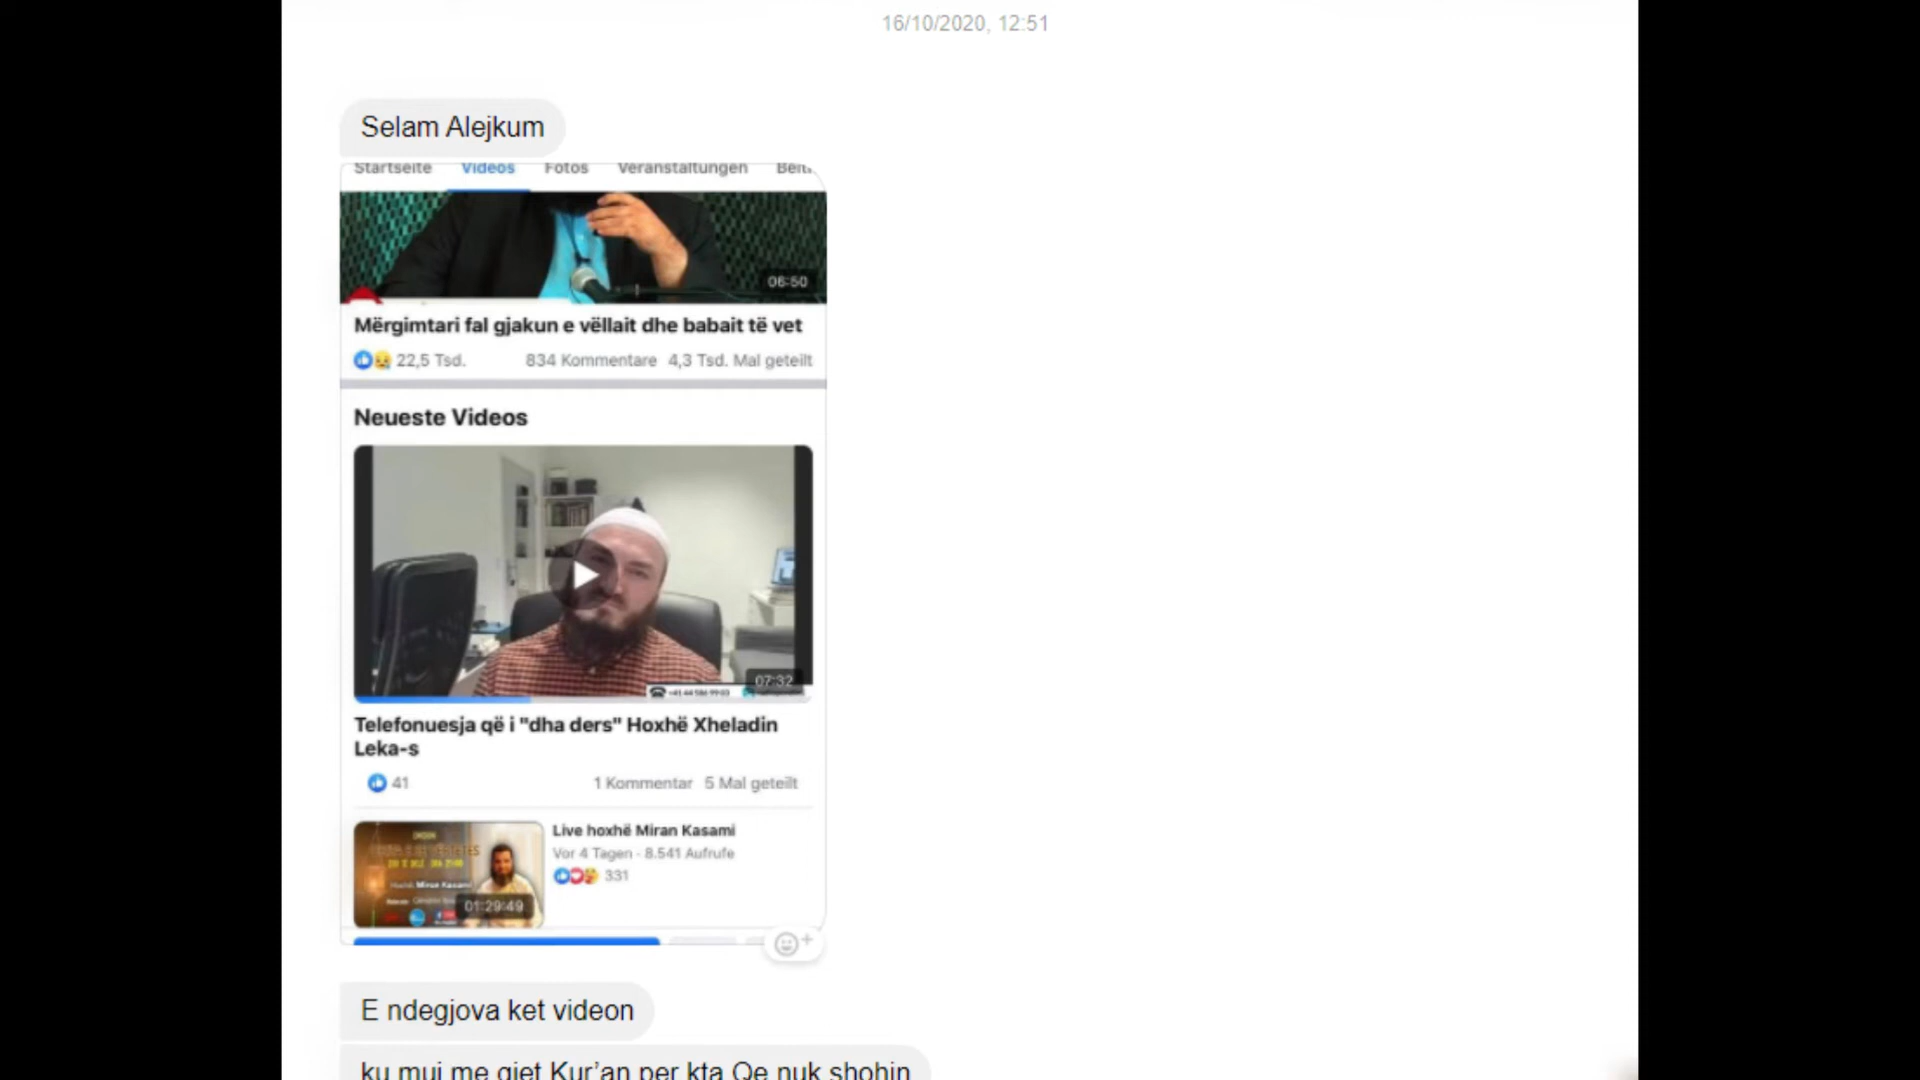 16/10/2020, 12:51
Selam Alejkum
Startseite Videos Fotos Veranstaltungen
06:50
Mërgimtari fal gjakun e vëllait dhe babait të vet
22,5 Tsd. 834 Kommentare 4,3 Tsd. Mal geteilt
Neueste Videos
07:32
Telefonuesja që i "dha ders" Hoxhë Xheladin
Leka-s
41 1 Kommentar 5 Mal geteilt
Live hoxhë Miran Kasami
Vor 4 Tagen - 8.541 Aufrufe
331
Hoxhë Miran Kasami
01:29:49
E ndegjova ket videon
ku muj me gjet Kur’an per kta Qe nuk shohin